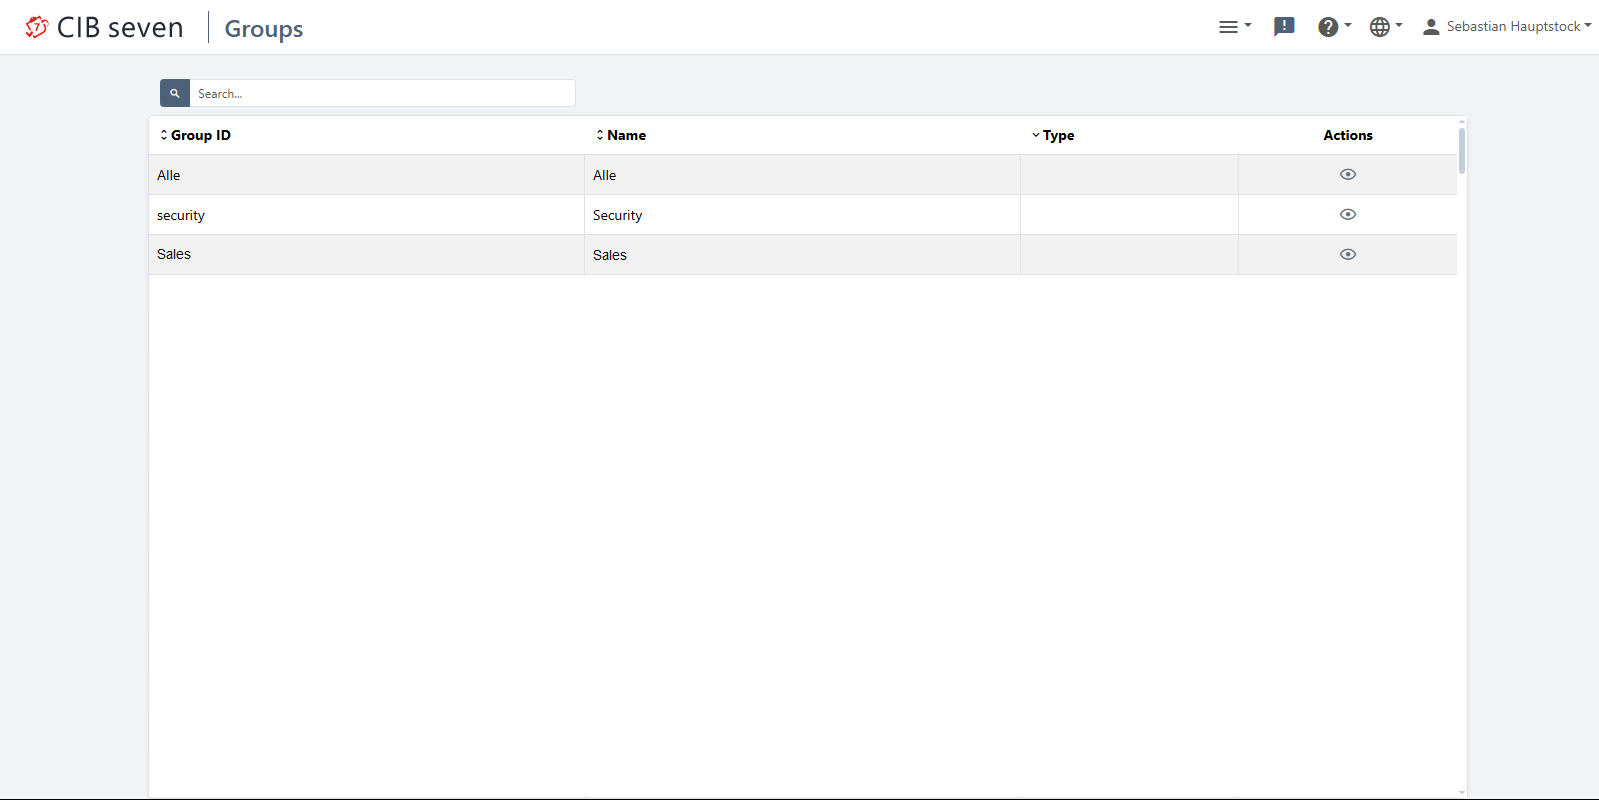 CIB seven
Groups
Sebastian Hauptstock
Search...
Group ID Name Type Actions
Alle Alle
security Security
Sales Sales